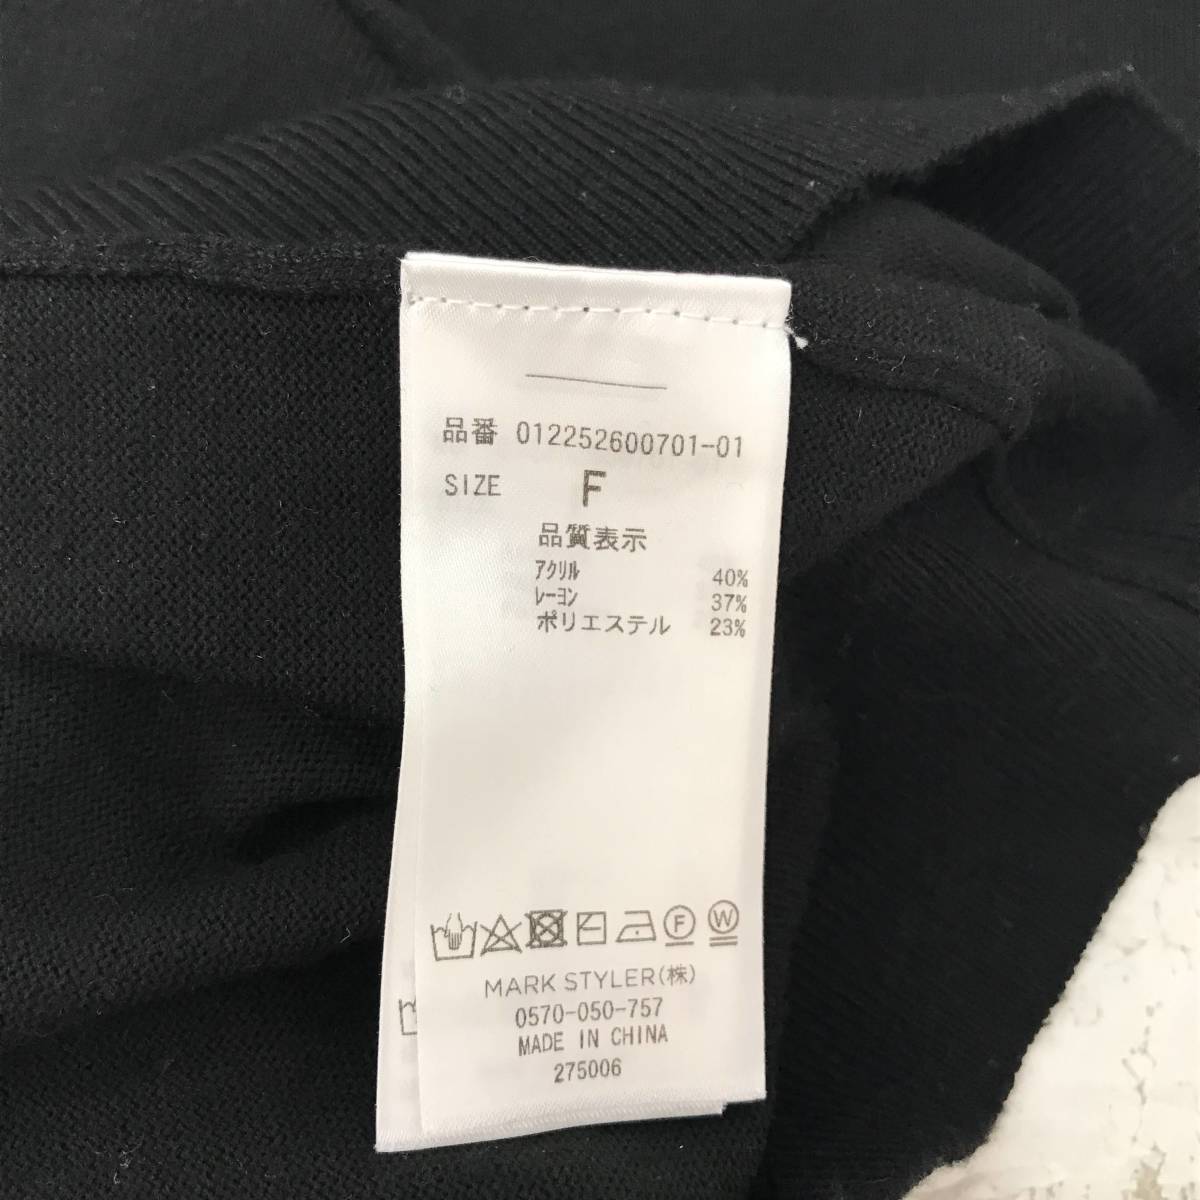 品番 012252600701-01
SIZE F
品質表示
アクリル 40%
レーヨン 37%
ポリエステル 23%
F W
MARK STYLER(株)
0570-050-757
MADE IN CHINA
275006